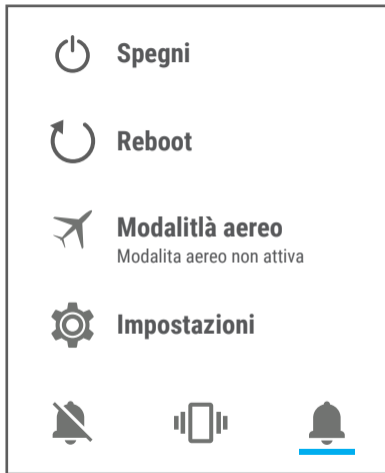 Spegni
Reboot
Modalitlà aereo
Modalita aereo non attiva
Impostazioni